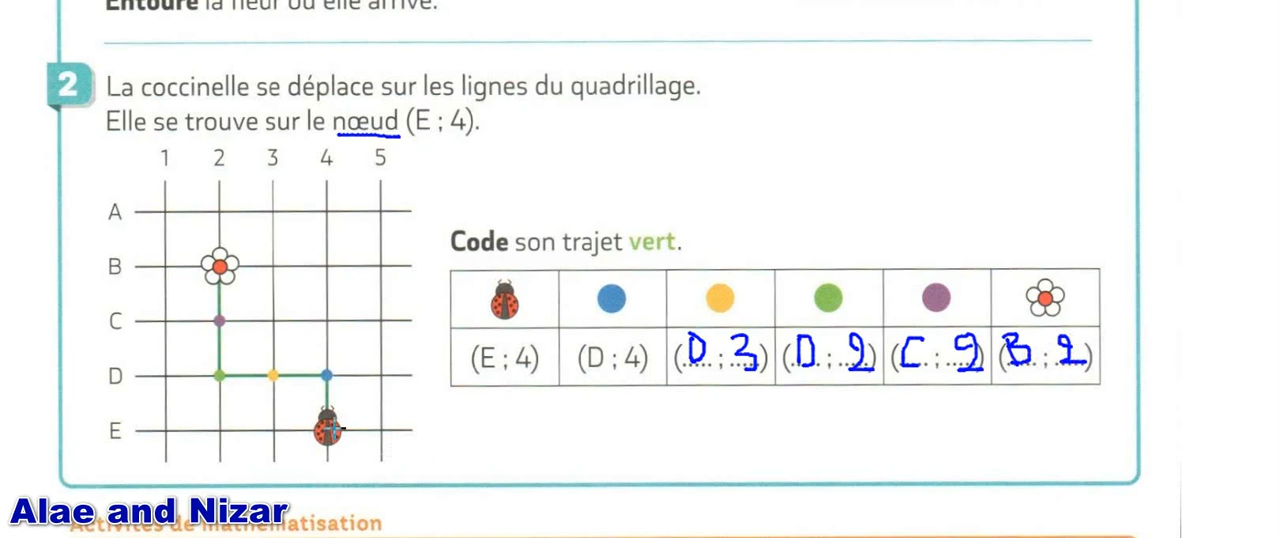 Entoure la fleur où elle arrive.
2 La coccinelle se déplace sur les lignes du quadrillage.
Elle se trouve sur le nœud (E ; 4).
1 2 3 4 5
A
B
C
D
E
Code son trajet vert.
(E ; 4) (D ; 4) (D ; 3) (D ; 2) (C ; 2) (B ; 2)
Alae and Nizar
Activités de mathématisation